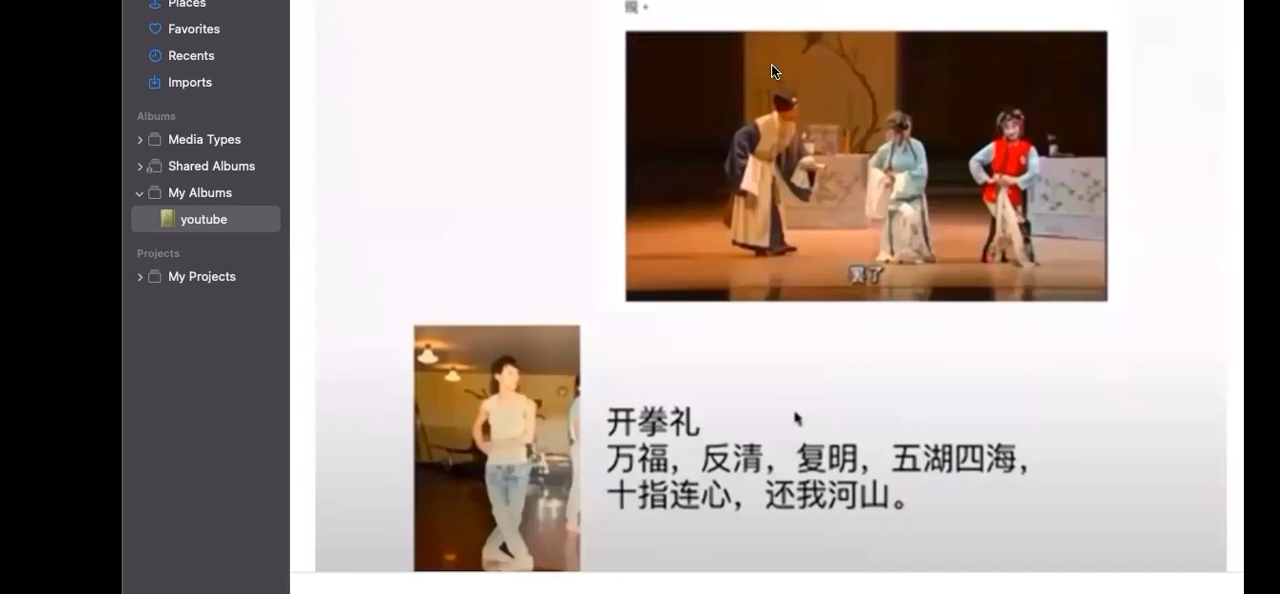 Places
Favorites
Recents
Imports
Albums
Media Types
Shared Albums
My Albums
youtube
Projects
My Projects
现。
开拳礼
万福，反清，复明，五湖四海，
十指连心，还我河山。